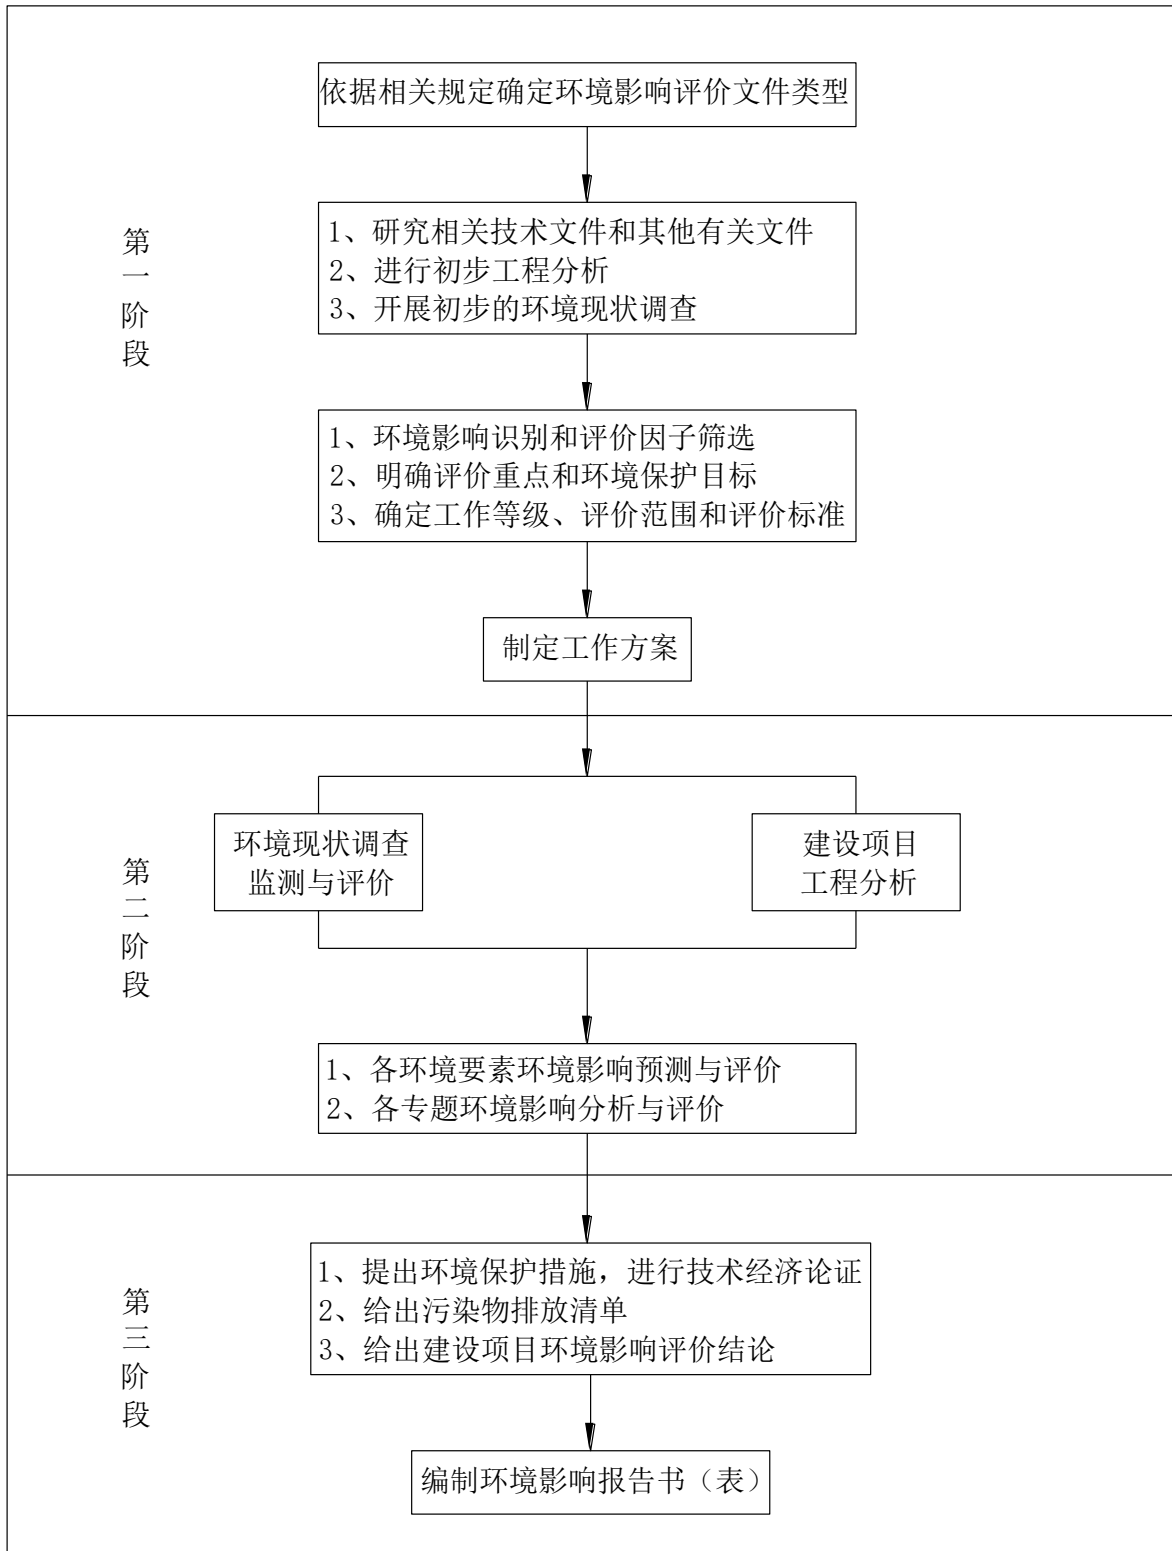 依据相关规定确定环境影响评价文件类型
第一阶段
1、研究相关技术文件和其他有关文件
2、进行初步工程分析
3、开展初步的环境现状调查
1、环境影响识别和评价因子筛选
2、明确评价重点和环境保护目标
3、确定工作等级、评价范围和评价标准
制定工作方案
第二阶段
环境现状调查
监测与评价
建设项目
工程分析
1、各环境要素环境影响预测与评价
2、各专题环境影响分析与评价
第三阶段
1、提出环境保护措施，进行技术经济论证
2、给出污染物排放清单
3、给出建设项目环境影响评价结论
编制环境影响报告书（表）